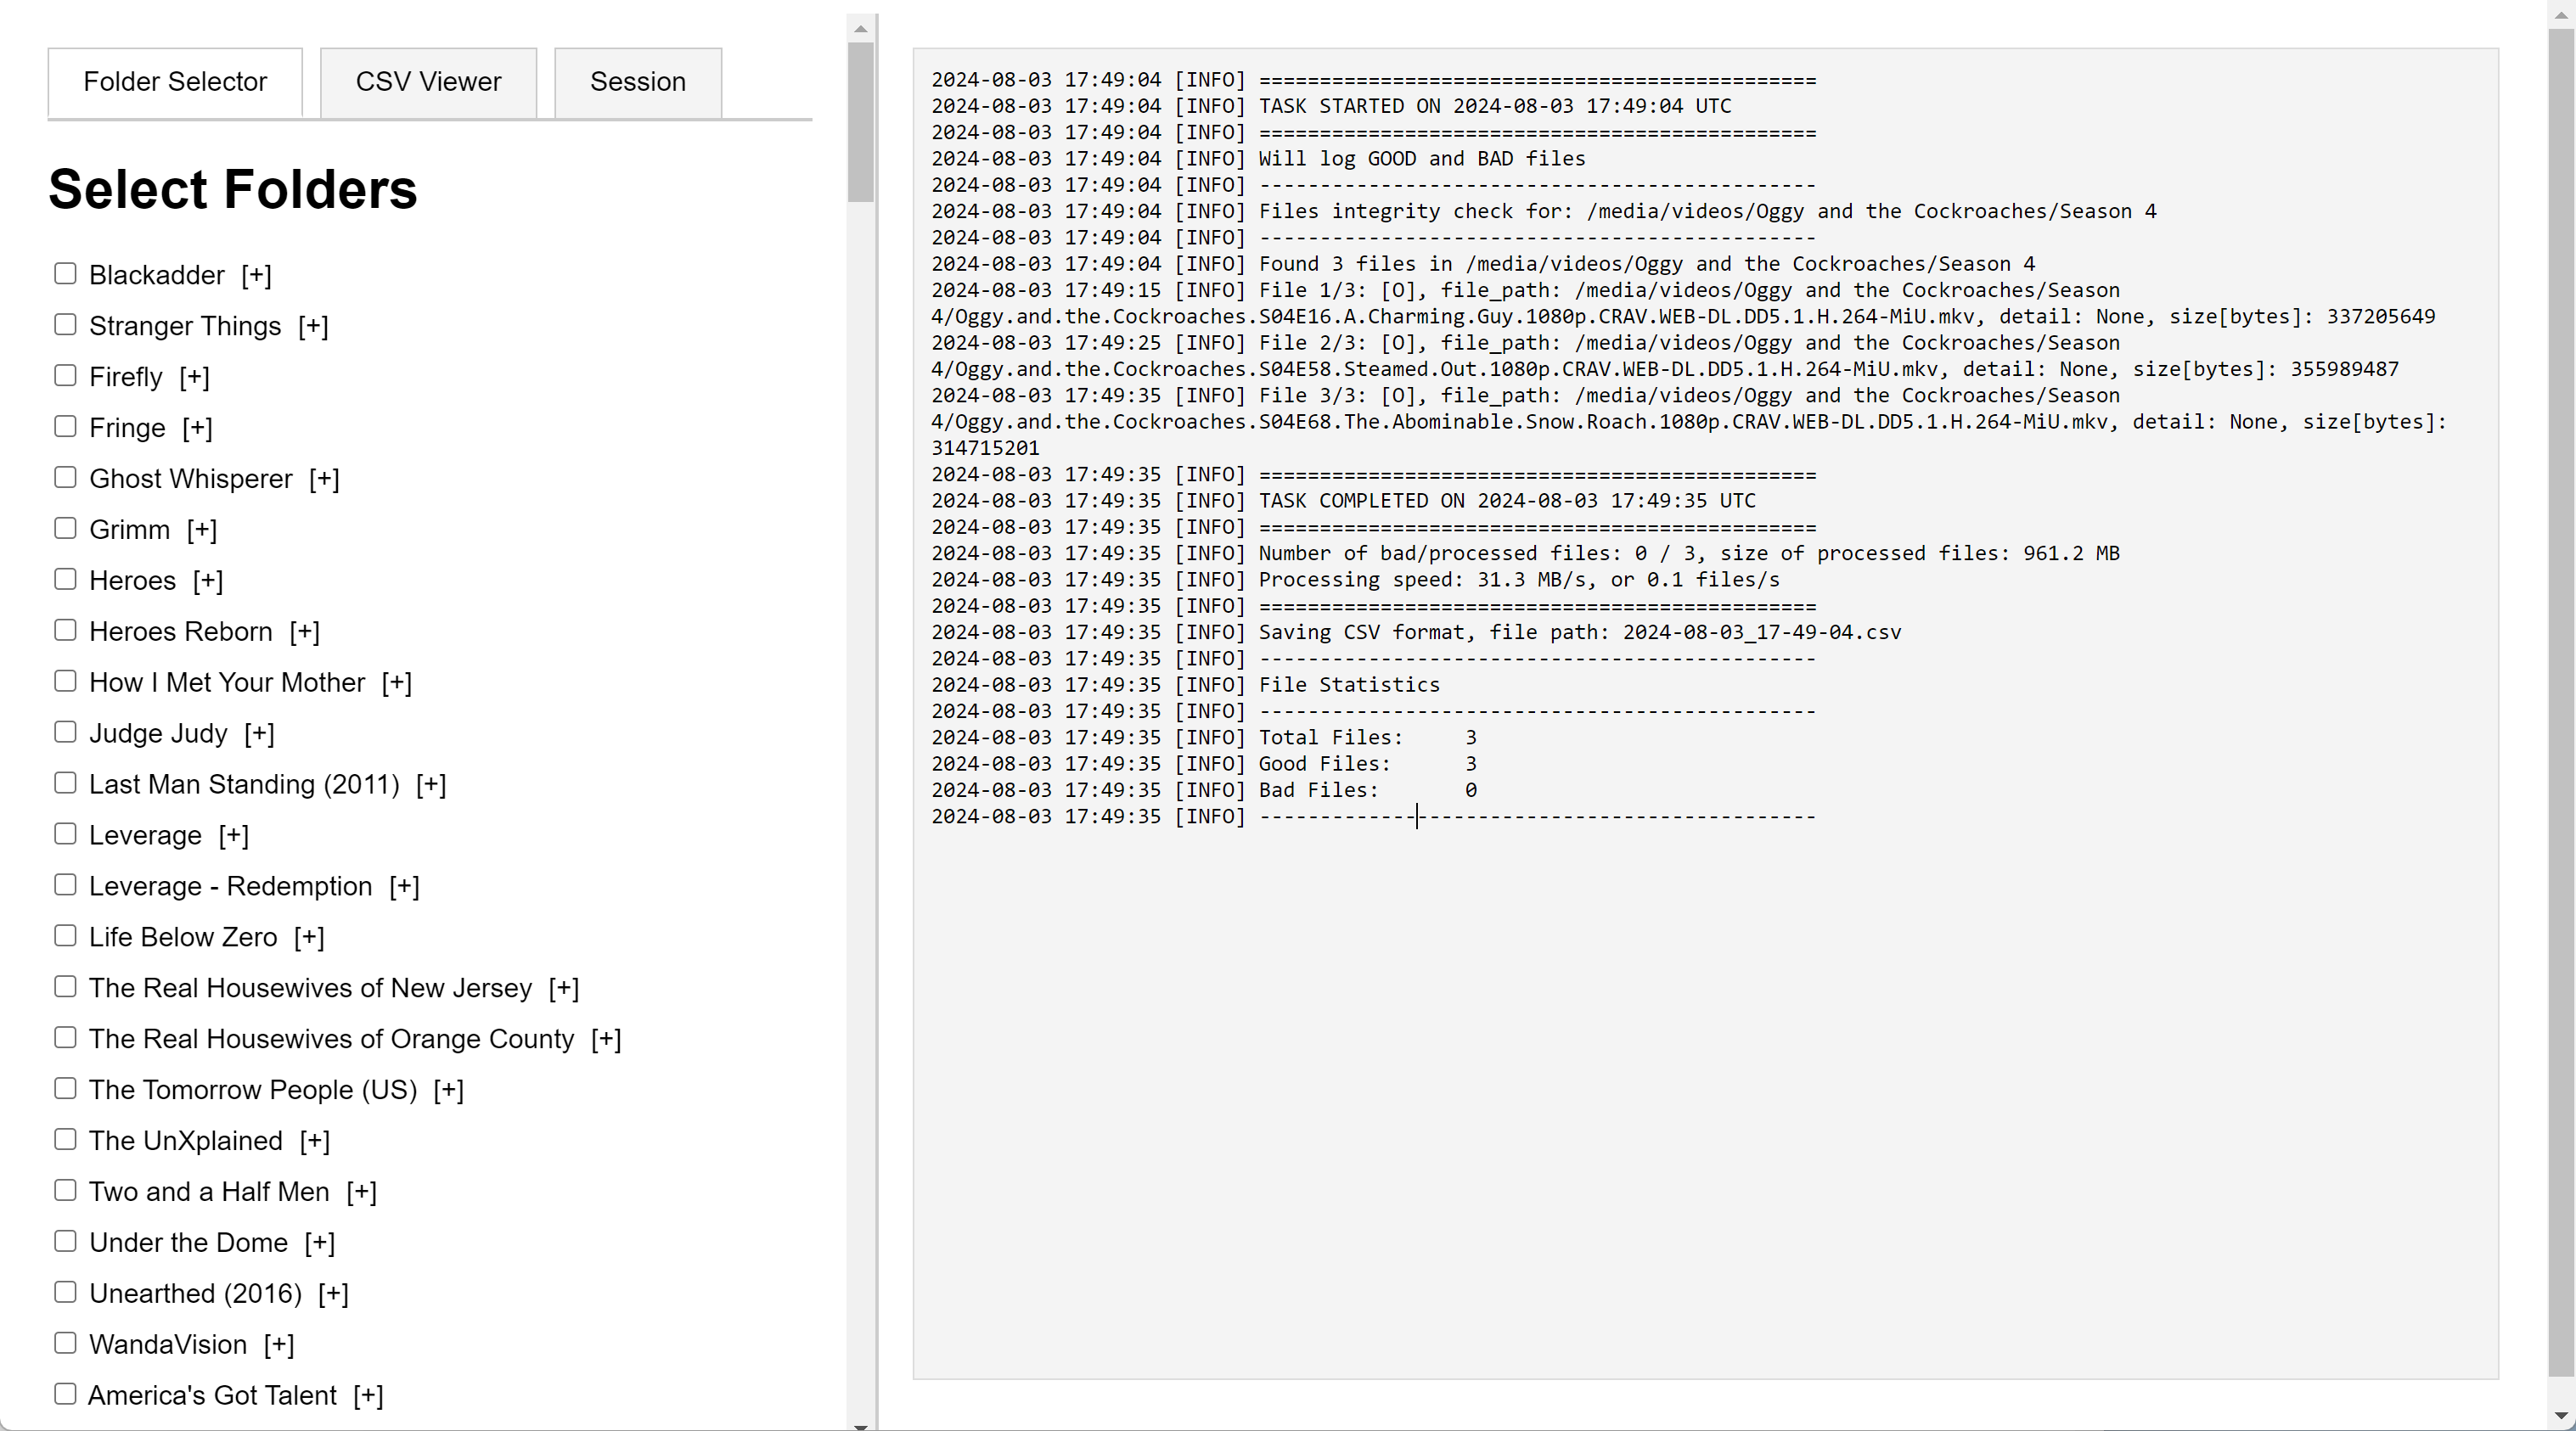 Folder Selector
CSV Viewer
Session
Select Folders
Blackadder [+]
Stranger Things [+]
Firefly [+]
Fringe [+]
Ghost Whisperer [+]
Grimm [+]
Heroes [+]
Heroes Reborn [+]
How I Met Your Mother [+]
Judge Judy [+]
Last Man Standing (2011) [+]
Leverage [+]
Leverage - Redemption [+]
Life Below Zero [+]
The Real Housewives of New Jersey [+]
The Real Housewives of Orange County [+]
The Tomorrow People (US) [+]
The UnXplained [+]
Two and a Half Men [+]
Under the Dome [+]
Unearthed (2016) [+]
WandaVision [+]
America's Got Talent [+]
2024-08-03 17:49:04 [INFO] ==============================================
2024-08-03 17:49:04 [INFO] TASK STARTED ON 2024-08-03 17:49:04 UTC
2024-08-03 17:49:04 [INFO] ==============================================
2024-08-03 17:49:04 [INFO] Will log GOOD and BAD files
2024-08-03 17:49:04 [INFO] ----------------------------------------------
2024-08-03 17:49:04 [INFO] Files integrity check for: /media/videos/Oggy and the Cockroaches/Season 4
2024-08-03 17:49:04 [INFO] ----------------------------------------------
2024-08-03 17:49:04 [INFO] Found 3 files in /media/videos/Oggy and the Cockroaches/Season 4
2024-08-03 17:49:15 [INFO] File 1/3: [O], file_path: /media/videos/Oggy and the Cockroaches/Season
4/Oggy.and.the.Cockroaches.S04E16.A.Charming.Guy.1080p.CRAV.WEB-DL.DD5.1.H.264-MiU.mkv, detail: None, size[bytes]: 337205649
2024-08-03 17:49:25 [INFO] File 2/3: [O], file_path: /media/videos/Oggy and the Cockroaches/Season
4/Oggy.and.the.Cockroaches.S04E58.Steamed.Out.1080p.CRAV.WEB-DL.DD5.1.H.264-MiU.mkv, detail: None, size[bytes]: 355989487
2024-08-03 17:49:35 [INFO] File 3/3: [O], file_path: /media/videos/Oggy and the Cockroaches/Season
4/Oggy.and.the.Cockroaches.S04E68.The.Abominable.Snow.Roach.1080p.CRAV.WEB-DL.DD5.1.H.264-MiU.mkv, detail: None, size[bytes]:
314715201
2024-08-03 17:49:35 [INFO] ==============================================
2024-08-03 17:49:35 [INFO] TASK COMPLETED ON 2024-08-03 17:49:35 UTC
2024-08-03 17:49:35 [INFO] ==============================================
2024-08-03 17:49:35 [INFO] Number of bad/processed files: 0 / 3, size of processed files: 961.2 MB
2024-08-03 17:49:35 [INFO] Processing speed: 31.3 MB/s, or 0.1 files/s
2024-08-03 17:49:35 [INFO] ==============================================
2024-08-03 17:49:35 [INFO] Saving CSV format, file path: 2024-08-03_17-49-04.csv
2024-08-03 17:49:35 [INFO] ----------------------------------------------
2024-08-03 17:49:35 [INFO] File Statistics
2024-08-03 17:49:35 [INFO] ----------------------------------------------
2024-08-03 17:49:35 [INFO] Total Files: 3
2024-08-03 17:49:35 [INFO] Good Files: 3
2024-08-03 17:49:35 [INFO] Bad Files: 0
2024-08-03 17:49:35 [INFO] ----------------------------------------------